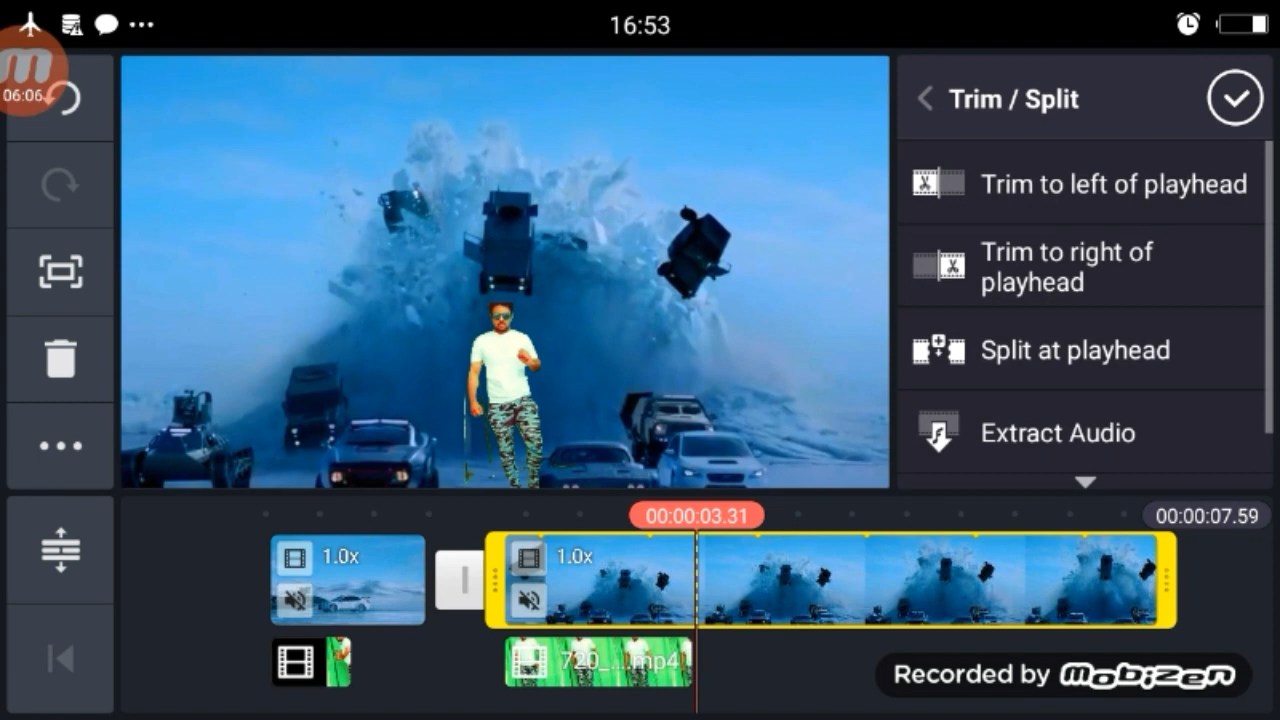 16:53
06:06
Trim / Split
Trim to left of playhead
Trim to right of
playhead
Split at playhead
Extract Audio
00:00:03.31
00:00:07.59
1.0x
1.0x
720_....mp4
Recorded by mobizen